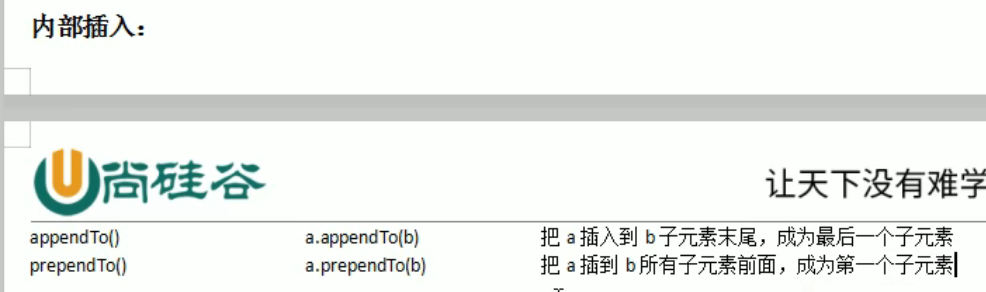 内部插入：
尚硅谷
让天下没有难学
appendTo() a.appendTo(b) 把 a 插入到 b 子元素末尾，成为最后一个子元素
prependTo() a.prependTo(b) 把 a 插到 b 所有子元素前面，成为第一个子元素